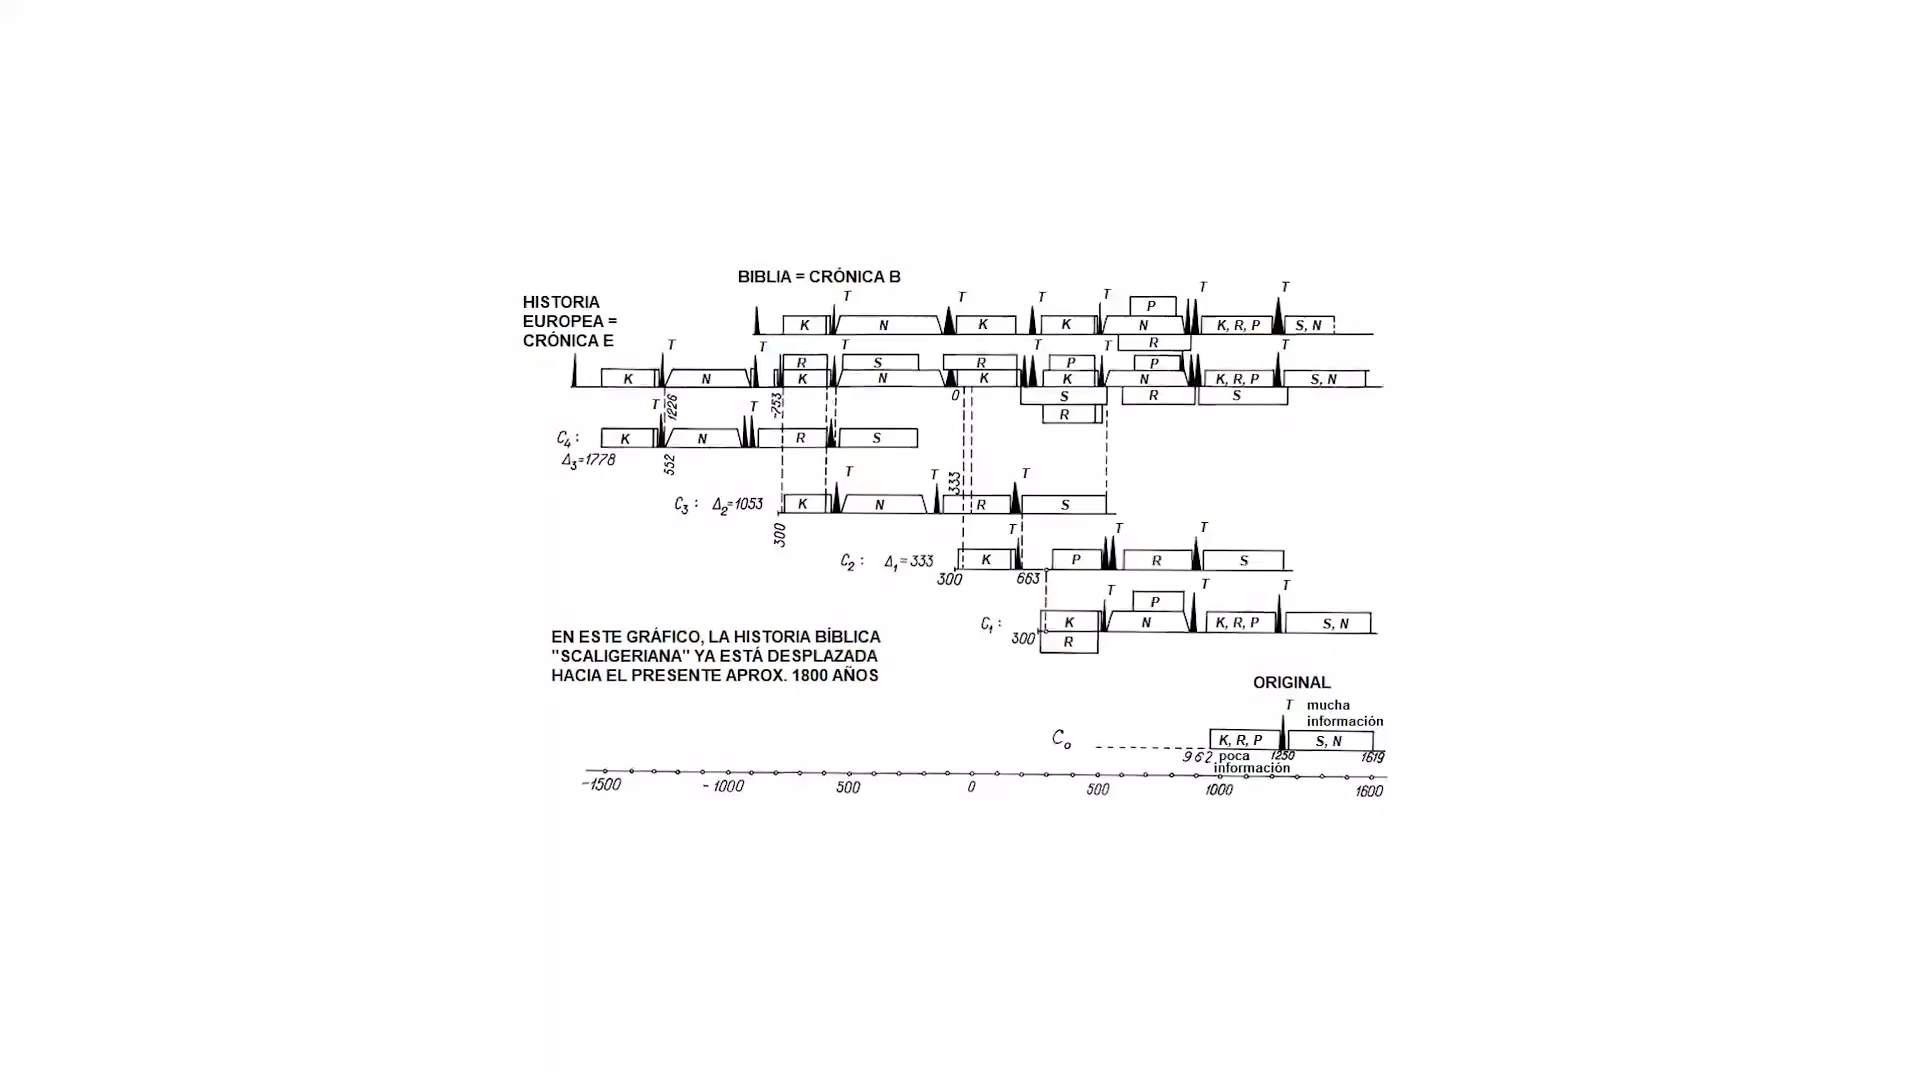 BIBLIA = CRÓNICA B
HISTORIA
EUROPEA =
CRÓNICA E
T T T T T T
P
K N K K N K, R, P S, N
R
T T T T T T
R S R P P
K N K N K K N K, R, P S, N
0
S R S
R
1226
-753
T T
C4 : K N R S
Δ3=1778
552
T T T
333
C3 : Δ2=1053 K N R S
300
T T T
C2 : Δ1=333 K P R S
300 663
T T T
P
C1 : K N K, R, P S, N
300
R
EN ESTE GRÁFICO, LA HISTORIA BÍBLICA
"SCALIGERIANA" YA ESTÁ DESPLAZADA
HACIA EL PRESENTE APROX. 1800 AÑOS
ORIGINAL
T mucha
información
C0 K, R, P S, N
962 poca 1250 1619
información
-1500 -1000 500 0 500 1000 1600